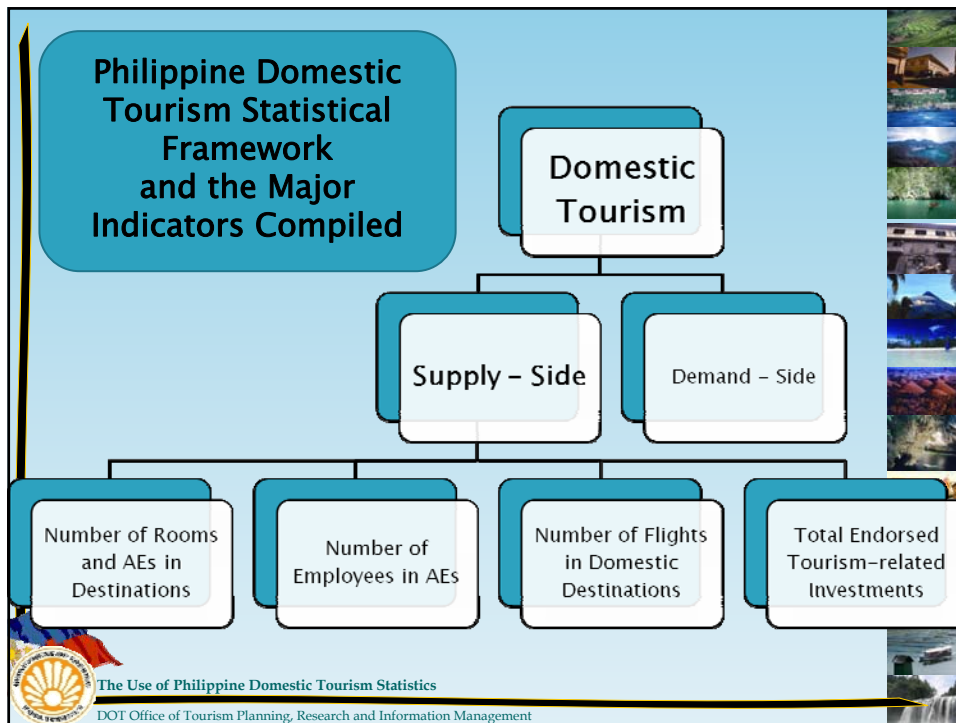 Philippine Domestic
Tourism Statistical
Framework
and the Major
Indicators Compiled
Domestic
Tourism
Supply – Side
Demand – Side
Number of Rooms
and AEs in
Destinations
Number of
Employees in AEs
Number of Flights
in Domestic
Destinations
Total Endorsed
Tourism-related
Investments
The Use of Philippine Domestic Tourism Statistics
DOT Office of Tourism Planning, Research and Information Management